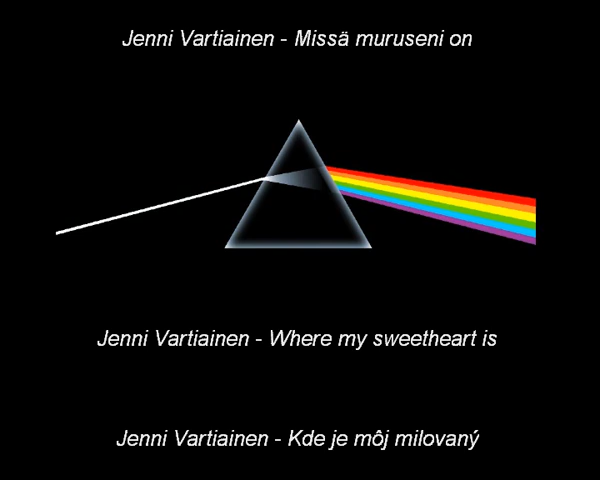 Jenni Vartiainen - Missä muruseni on
Jenni Vartiainen - Where my sweetheart is
Jenni Vartiainen - Kde je môj milovaný